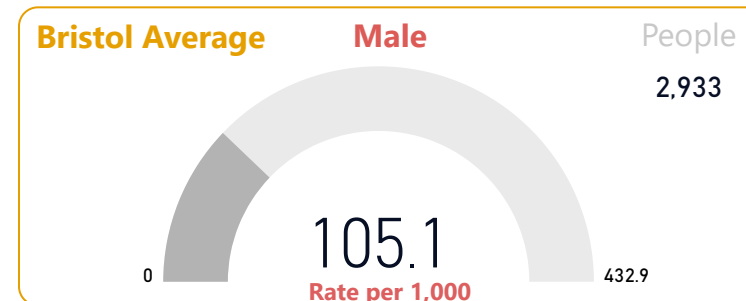 Bristol Average Male People
2,933
105.1
0 432.9
Rate per 1,000